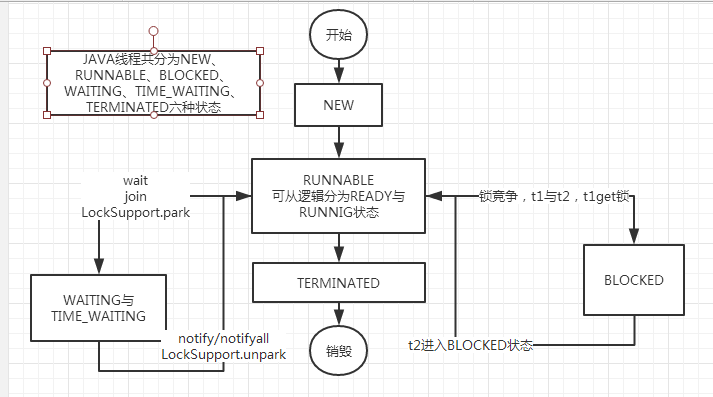 JAVA线程共分为NEW、
RUNNABLE、BLOCKED、
WAITING、TIME_WAITING、
TERMINATED六种状态
开始
NEW
RUNNABLE
可从逻辑分为READY与
RUNNIG状态
wait
join
LockSupport.park
锁竞争，t1与t2，t1get锁
WAITING与
TIME_WAITING
TERMINATED
BLOCKED
notify/notifyall
LockSupport.unpark
销毁
t2进入BLOCKED状态